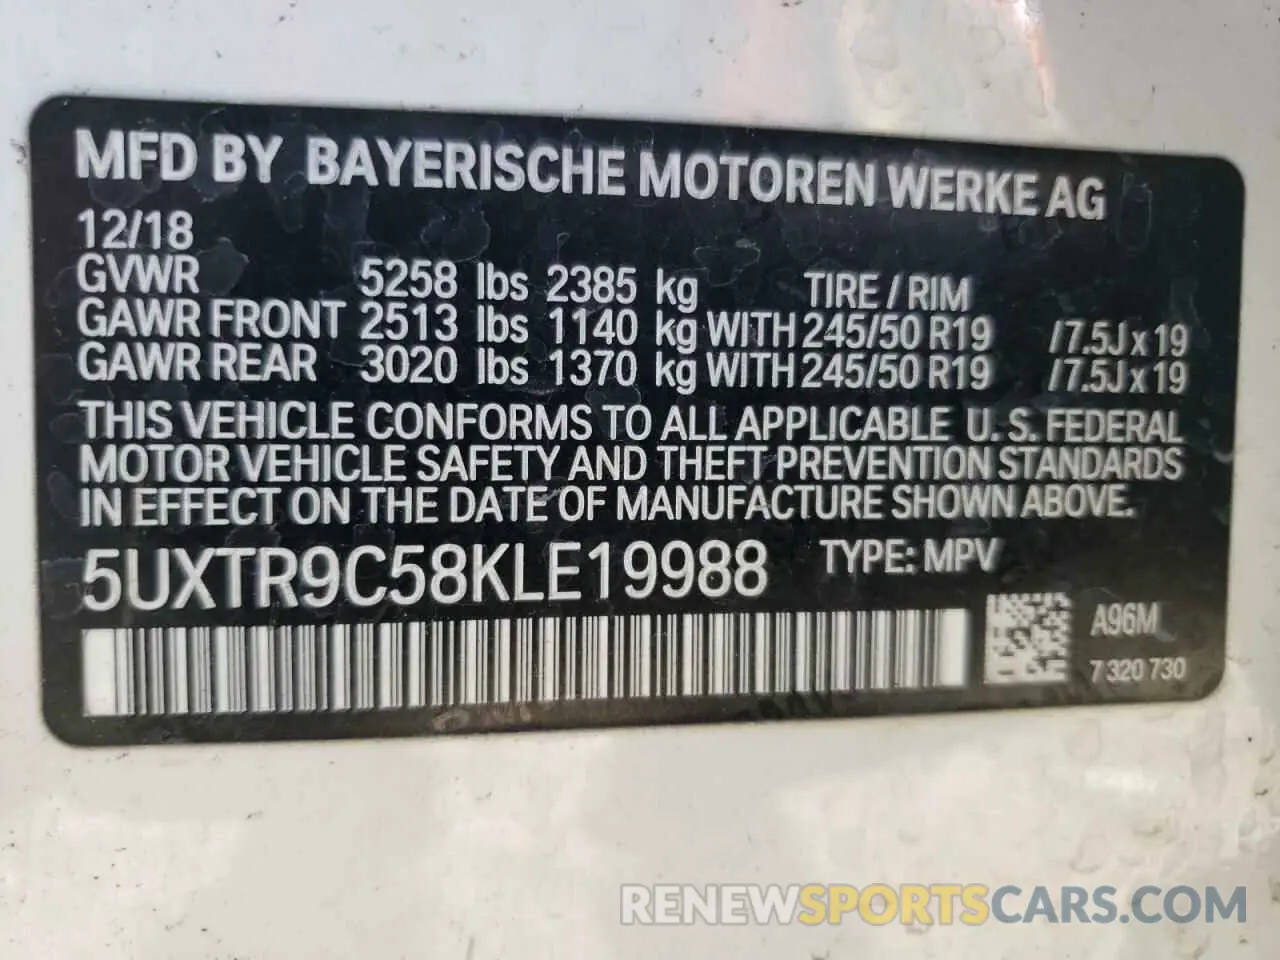 MFD BY BAYERISCHE MOTOREN WERKE AG
12/18
GVWR 5258 lbs 2385 kg TIRE / RIM
GAWR FRONT 2513 lbs 1140 kg WITH 245/50 R19 /7.5J x 19
GAWR REAR 3020 lbs 1370 kg WITH 245/50 R19 /7.5J x 19
THIS VEHICLE CONFORMS TO ALL APPLICABLE U. S. FEDERAL
MOTOR VEHICLE SAFETY AND THEFT PREVENTION STANDARDS
IN EFFECT ON THE DATE OF MANUFACTURE SHOWN ABOVE.
5UXTR9C58KLE19988 TYPE: MPV
A96M
7 320 730
RENEWSPORTSCARS.COM